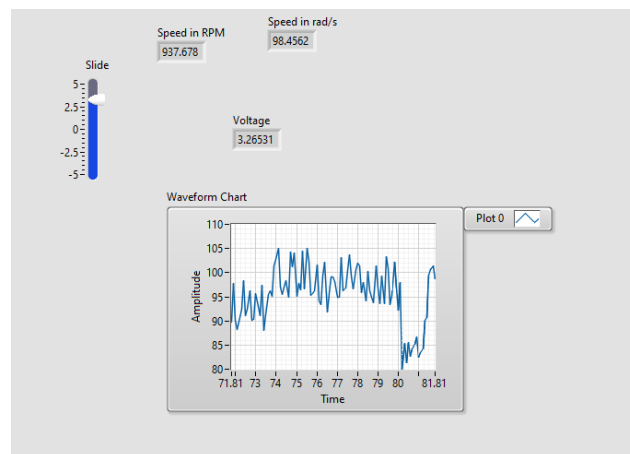 Speed in RPM
937.678
Speed in rad/s
98.4562
Slide
5
2.5
0
-2.5
-5
Voltage
3.26531
Waveform Chart
Plot 0
110
105
100
95
90
85
80
Amplitude
71.81 73 74 75 76 77 78 79 80 81.81
Time